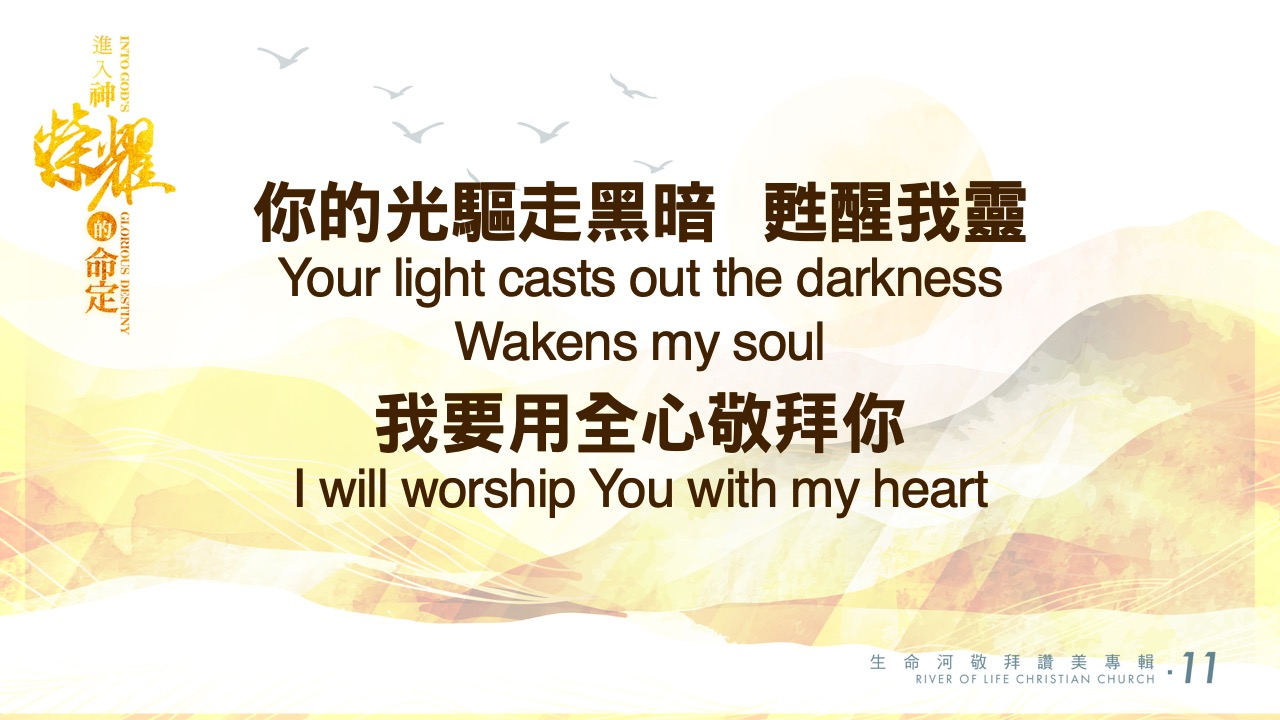 進入神
榮耀
的
命定
INTO GOD'S
GLORIOUS DESTITNY
你的光驅走黑暗 甦醒我靈
Your light casts out the darkness
Wakens my soul
我要用全心敬拜你
I will worship You with my heart
生命河敬拜讚美專輯
RIVER OF LIFE CHRISTIAN CHURCH
·11